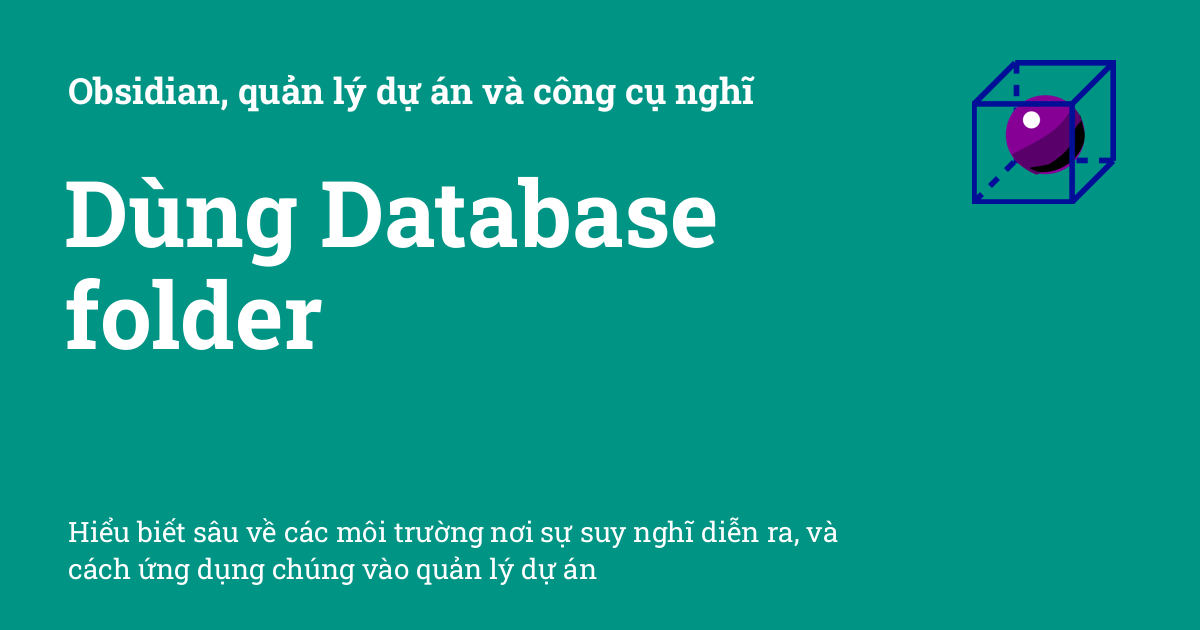 Obsidian, quản lý dự án và công cụ nghĩ
Dùng Database
folder
Hiểu biết sâu về các môi trường nơi sự suy nghĩ diễn ra, và
cách ứng dụng chúng vào quản lý dự án